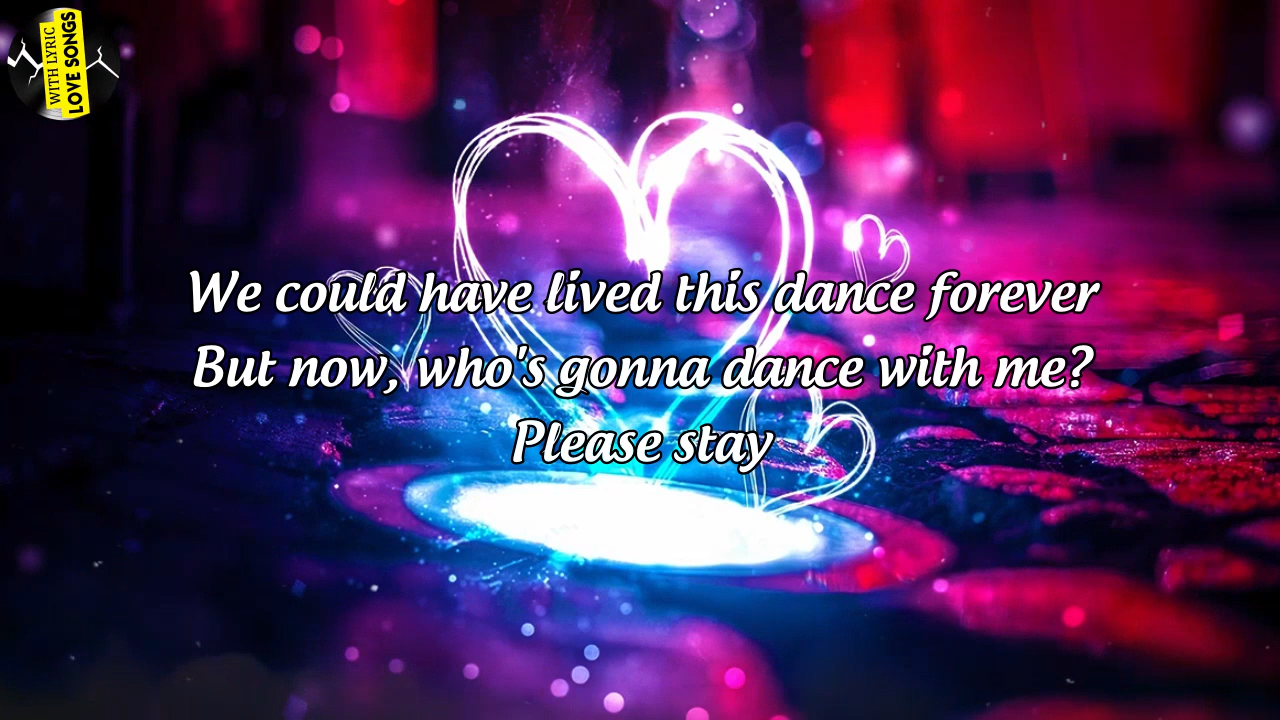 WITH LYRIC
LOVE SONGS
We could have lived this dance forever
But now, who's gonna dance with me?
Please stay